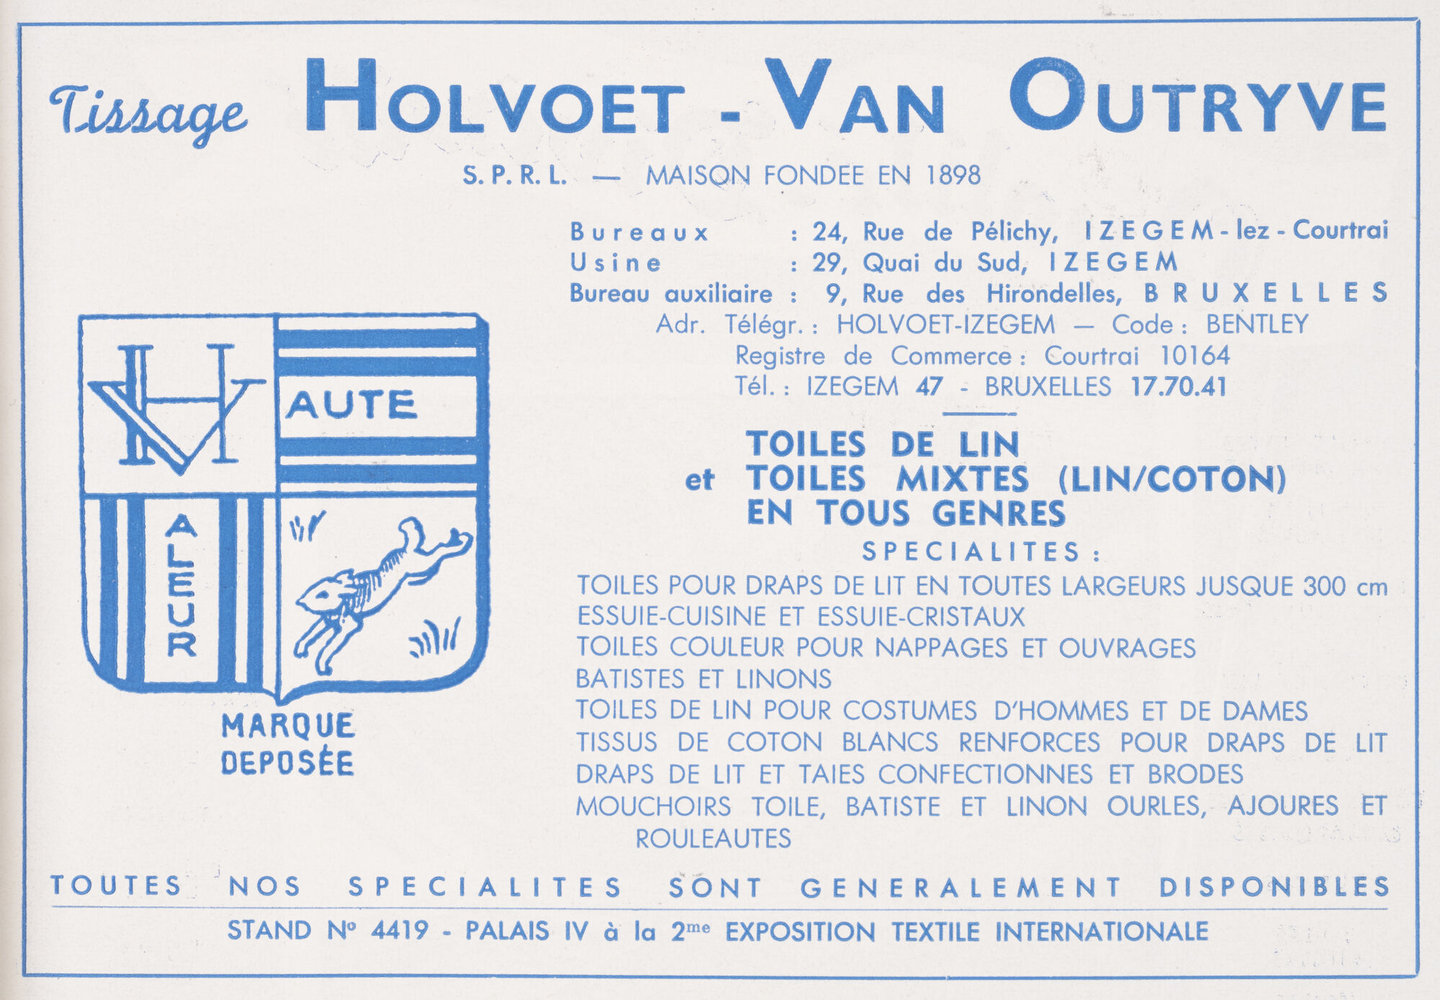 Tissage HOLVOET - VAN OUTRYVE
S.P.R.L. — MAISON FONDEE EN 1898
Bureaux : 24, Rue de Pélichy, IZEGEM-lez-Courtrai
Usine : 29, Quai du Sud, IZEGEM
Bureau auxiliaire : 9, Rue des Hirondelles, BRUXELLES
Adr. Télégr. : HOLVOET-IZEGEM — Code : BENTLEY
Registre de Commerce : Courtrai 10164
Tél. : IZEGEM 47 - BRUXELLES 17.70.41
HV
AUTE
ALEUR
MARQUE
DEPOSÉE
TOILES DE LIN
et TOILES MIXTES (LIN/COTON)
EN TOUS GENRES
SPECIALITES :
TOILES POUR DRAPS DE LIT EN TOUTES LARGEURS JUSQUE 300 cm
ESSUIE-CUISINE ET ESSUIE-CRISTAUX
TOILES COULEUR POUR NAPPAGES ET OUVRAGES
BATISTES ET LINONS
TOILES DE LIN POUR COSTUMES D'HOMMES ET DE DAMES
TISSUS DE COTON BLANCS RENFORCES POUR DRAPS DE LIT
DRAPS DE LIT ET TAIES CONFECTIONNES ET BRODES
MOUCHOIRS TOILE, BATISTE ET LINON OURLES, AJOURES ET
ROULEAUTES
TOUTES NOS SPECIALITES SONT GENERALEMENT DISPONIBLES
STAND Nº 4419 - PALAIS IV à la 2me EXPOSITION TEXTILE INTERNATIONALE